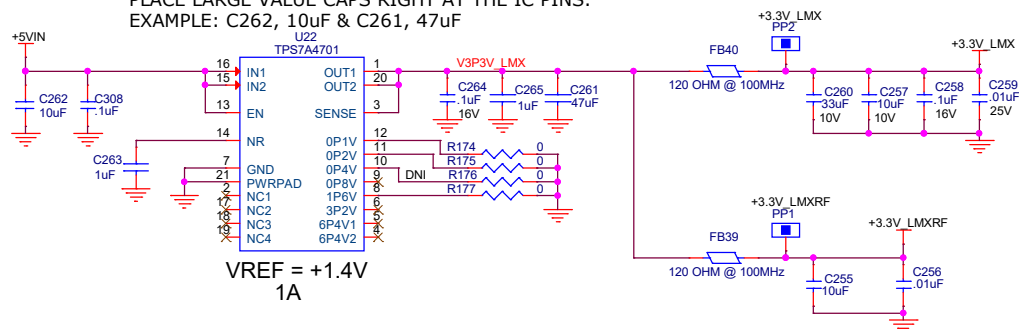 PLACE LARGE VALUE CAPS RIGHT AT THE IC PINS.
EXAMPLE: C262, 10uF & C261, 47uF
+5VIN
U22
TPS7A4701
16 IN1
15 IN2
13 EN
14 NR
7 GND
21 PWRPAD
2 NC1
17 NC2
18 NC3
19 NC4
OUT1 1
OUT2 20
SENSE 3
0P1V 12
0P2V 11
0P4V 10
0P8V 9
1P6V 8
3P2V 6
6P4V1 5
6P4V2 4
VREF = +1.4V
1A
C262
10uF
C308
.1uF
C263
1uF
V3P3V_LMX
C264
.1uF
16V
C265
1uF
C261
47uF
R174 0
R175 0
DNI
R176 0
R177 0
FB40
120 OHM @ 100MHz
+3.3V_LMX
PP2
+3.3V_LMX
C260
33uF
10V
C257
10uF
10V
C258
.1uF
16V
C259
.01uF
25V
FB39
120 OHM @ 100MHz
+3.3V_LMXRF
PP1
+3.3V_LMXRF
C255
10uF
C256
.01uF